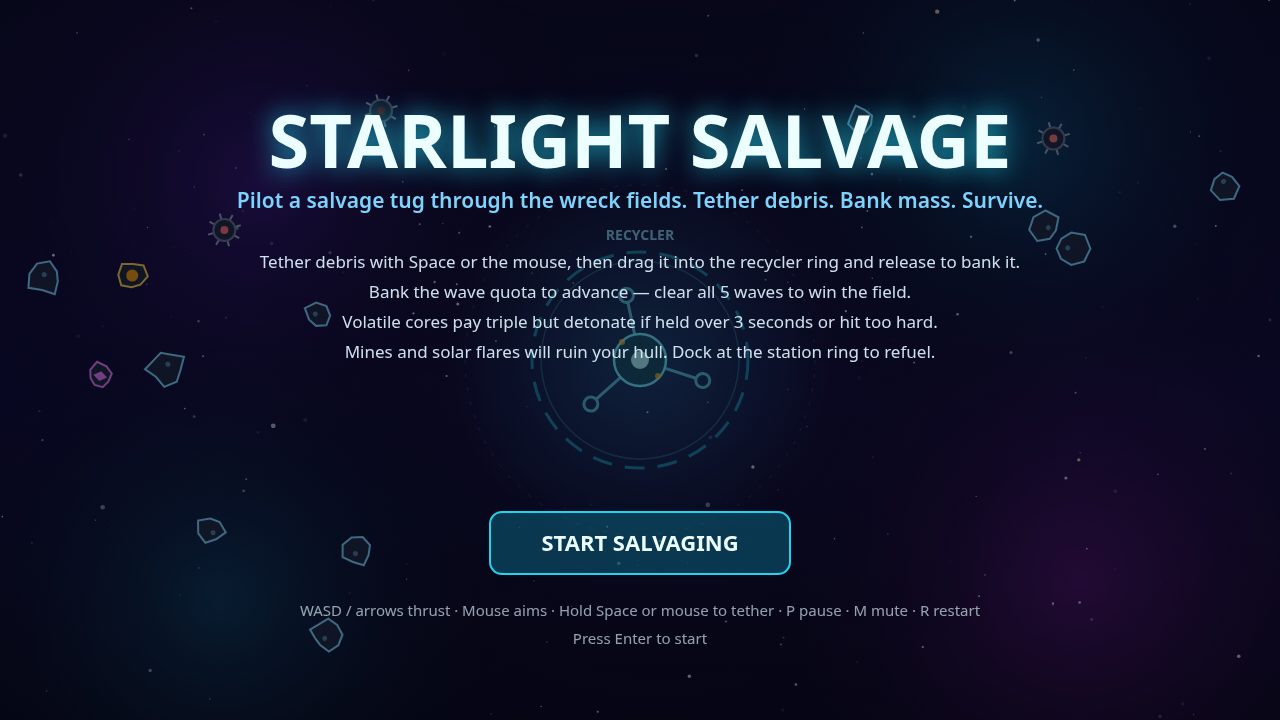 STARLIGHT SALVAGE
Pilot a salvage tug through the wreck fields. Tether debris. Bank mass. Survive.
RECYCLER
Tether debris with Space or the mouse, then drag it into the recycler ring and release to bank it.
Bank the wave quota to advance — clear all 5 waves to win the field.
Volatile cores pay triple but detonate if held over 3 seconds or hit too hard.
Mines and solar flares will ruin your hull. Dock at the station ring to refuel.
START SALVAGING
WASD / arrows thrust · Mouse aims · Hold Space or mouse to tether · P pause · M mute · R restart
Press Enter to start